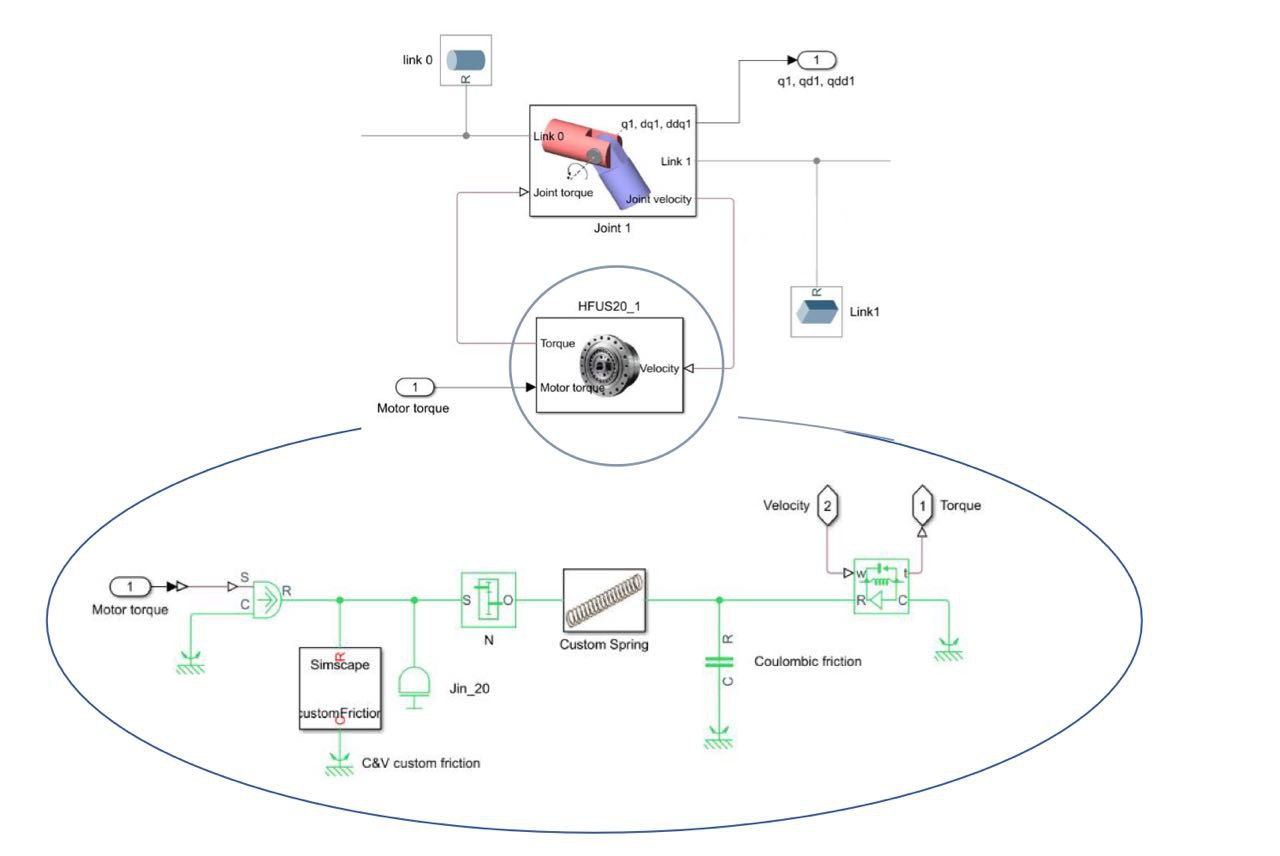 link 0
R
1
q1, qd1, qdd1
Link 0
q1, dq1, ddq1
Link 1
Joint torque
Joint velocity
Joint 1
R
Link1
HFUS20_1
Torque
Velocity
Motor torque
1
Motor torque
Velocity
2
1
Torque
1
Motor torque
S
C
R
S
O
N
Custom Spring
w
t
R
C
R
C
Coulombic friction
R
Simscape
customFriction
C
Jin_20
C&V custom friction